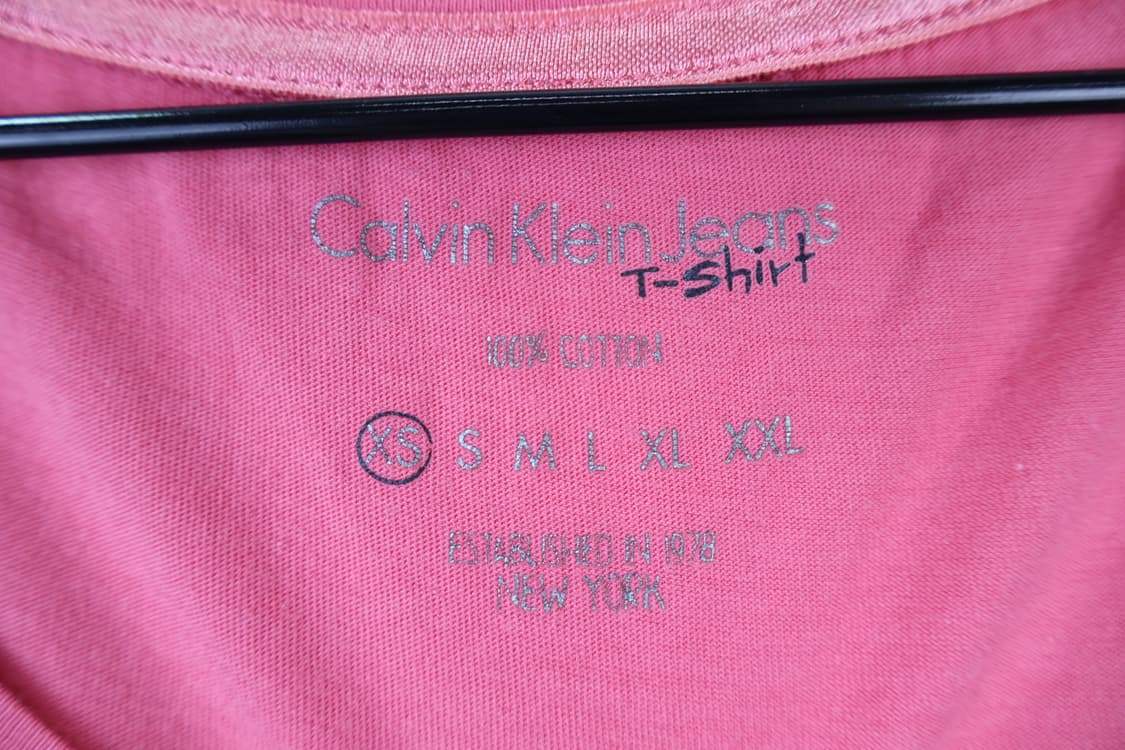 Calvin Klein Jeans
T-Shirt
100% COTTON
XS S M L XL XXL
ESTABLISHED IN 1978
NEW YORK